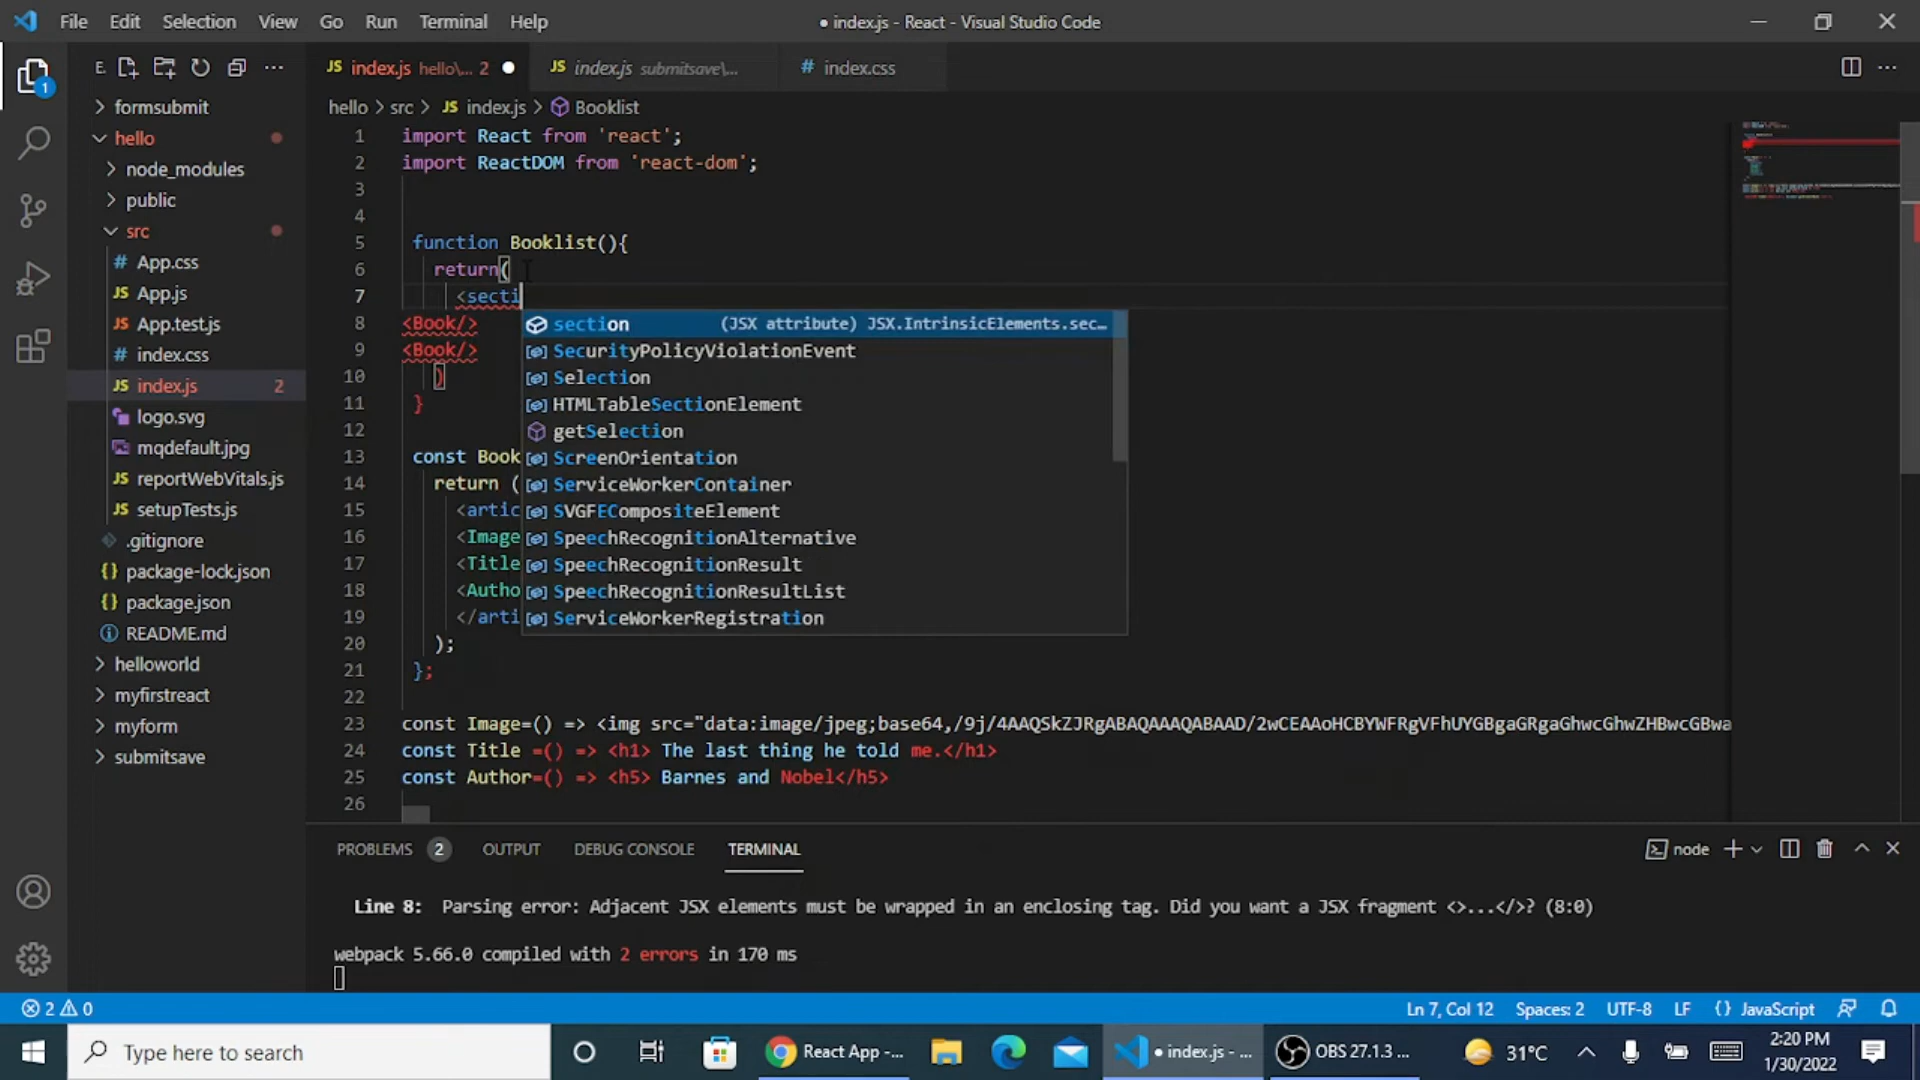 File Edit Selection View Go Run Terminal Help
● index.js - React - Visual Studio Code
E.
JS index.js hello\... 2 ●
JS index.js submitsave\...
# index.css
hello > src > JS index.js > Booklist
1
formsubmit
hello
node_modules
public
src
# App.css
JS App.js
JS App.test.js
# index.css
JS index.js 2
logo.svg
mqdefault.jpg
JS reportWebVitals.js
JS setupTests.js
.gitignore
{} package-lock.json
{} package.json
README.md
helloworld
myfirstreact
myform
submitsave
1 import React from 'react';
2 import ReactDOM from 'react-dom';
3
4
5 function Booklist(){
6 return(
7 <secti
8 <Book/>
9 <Book/>
10 )
11 }
12
13 const Book
14 return (
15 <artic
16 <Image
17 <Title
18 <Autho
19 </arti
20 );
21 };
22
23 const Image=() => <img src="data:image/jpeg;base64,/9j/4AAQSkZJRgABAQAAAQABAAD/2wCEAAoHCBYWFRgVFhUYGBgaGRgaGhwcGhwZHBwcGBwa
24 const Title =() => <h1> The last thing he told me.</h1>
25 const Author=() => <h5> Barnes and Nobel</h5>
26
section (JSX attribute) JSX.IntrinsicElements.sec...
SecurityPolicyViolationEvent
Selection
HTMLTableSectionElement
getSelection
ScreenOrientation
ServiceWorkerContainer
SVGFECompositeElement
SpeechRecognitionAlternative
SpeechRecognitionResult
SpeechRecognitionResultList
ServiceWorkerRegistration
PROBLEMS 2 OUTPUT DEBUG CONSOLE TERMINAL
node
Line 8: Parsing error: Adjacent JSX elements must be wrapped in an enclosing tag. Did you want a JSX fragment <>...</>? (8:0)
webpack 5.66.0 compiled with 2 errors in 170 ms
2 0
Ln 7, Col 12 Spaces: 2 UTF-8 LF {} JavaScript
Type here to search
React App -...
● index.js - ...
OBS 27.1.3 ...
31°C
2:20 PM
1/30/2022